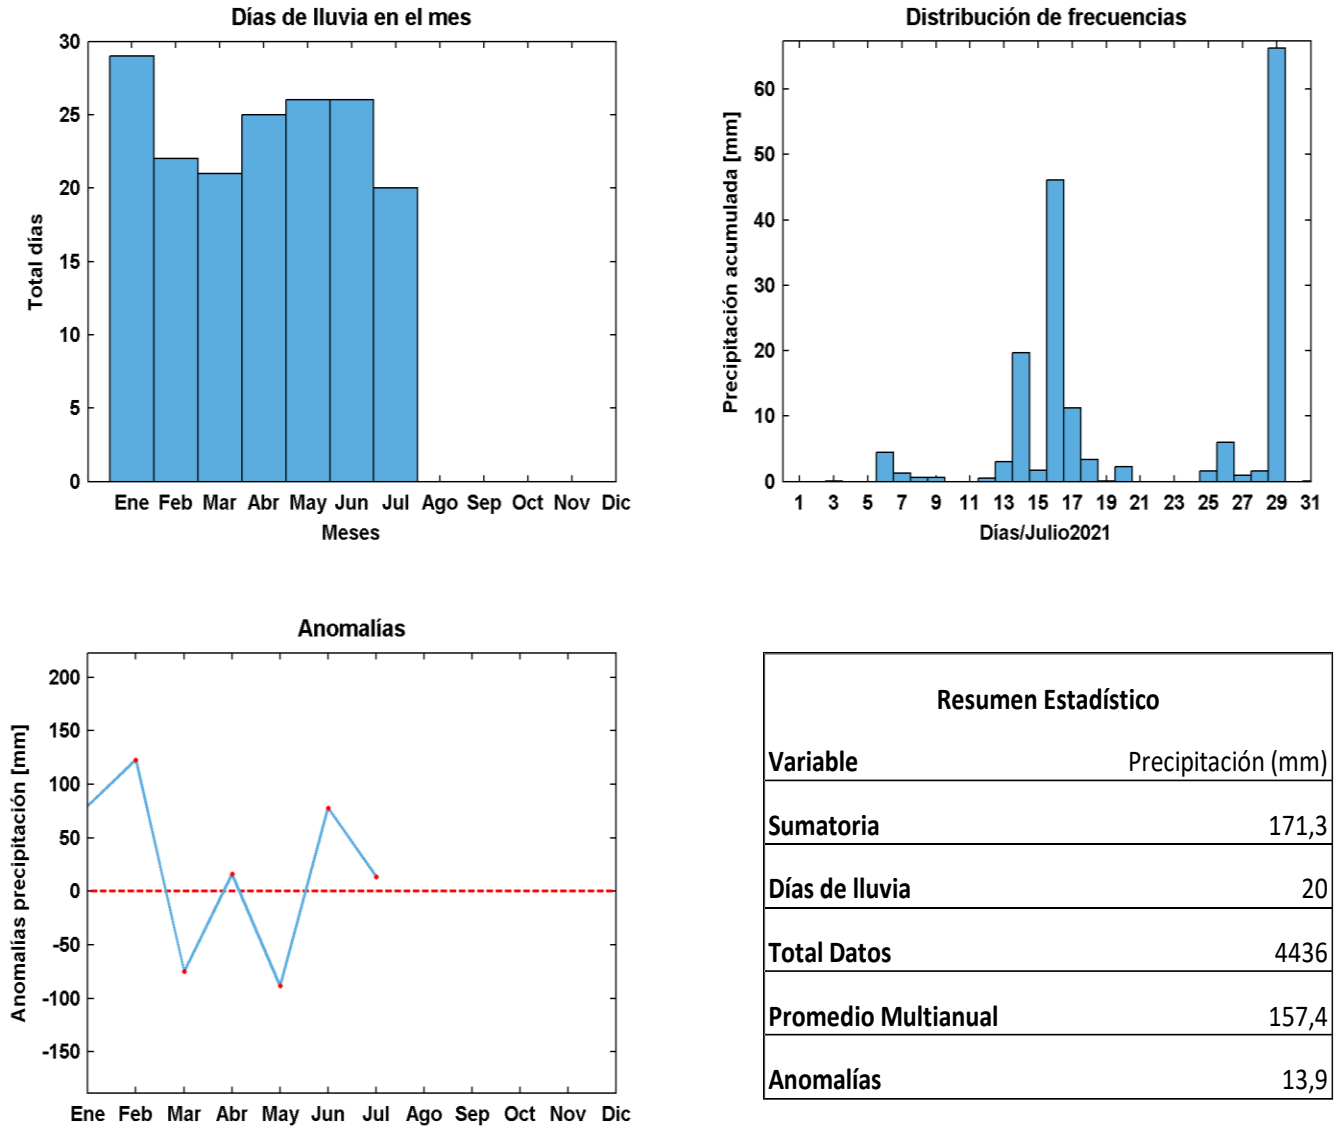 Días de lluvia en el mes
30
25
20
15
10
5
0
Total días
Ene Feb Mar Abr May Jun Jul Ago Sep Oct Nov Dic
Meses
Distribución de frecuencias
60
50
40
30
20
10
0
Precipitación acumulada [mm]
1 3 5 7 9 11 13 15 17 19 21 23 25 27 29 31
Días/Julio2021
Anomalías
200
150
100
50
0
-50
-100
-150
Anomalías precipitación [mm]
Ene Feb Mar Abr May Jun Jul Ago Sep Oct Nov Dic
Resumen Estadístico
Variable Precipitación (mm)
Sumatoria 171,3
Días de lluvia 20
Total Datos 4436
Promedio Multianual 157,4
Anomalías 13,9